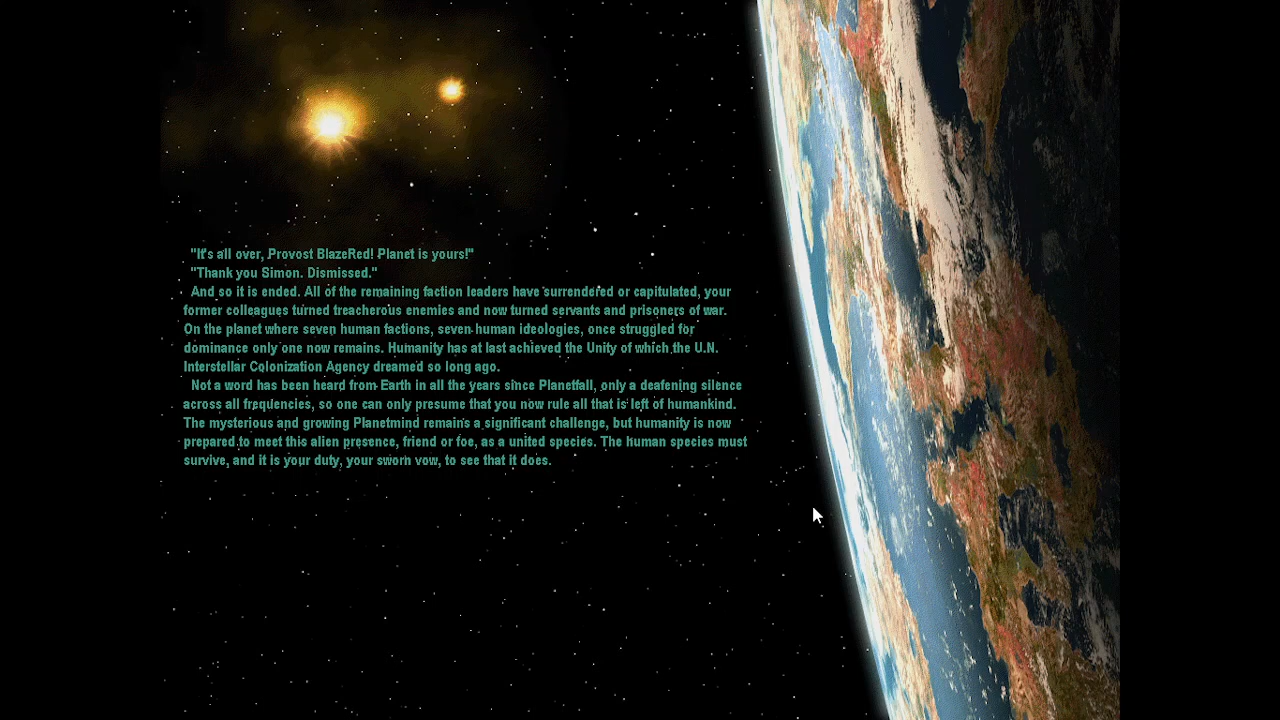 "It's all over, Provost BlazeRed! Planet is yours!"
"Thank you Simon. Dismissed."
And so it is ended. All of the remaining faction leaders have surrendered or capitulated, your
former colleagues turned treacherous enemies and now turned servants and prisoners of war.
On the planet where seven human factions, seven human ideologies, once struggled for
dominance only one now remains. Humanity has at last achieved the Unity of which the U.N.
Interstellar Colonization Agency dreamed so long ago.
Not a word has been heard from Earth in all the years since Planetfall, only a deafening silence
across all frequencies, so one can only presume that you now rule all that is left of humankind.
The mysterious and growing Planetmind remains a significant challenge, but humanity is now
prepared to meet this alien presence, friend or foe, as a united species. The human species must
survive, and it is your duty, your sworn vow, to see that it does.